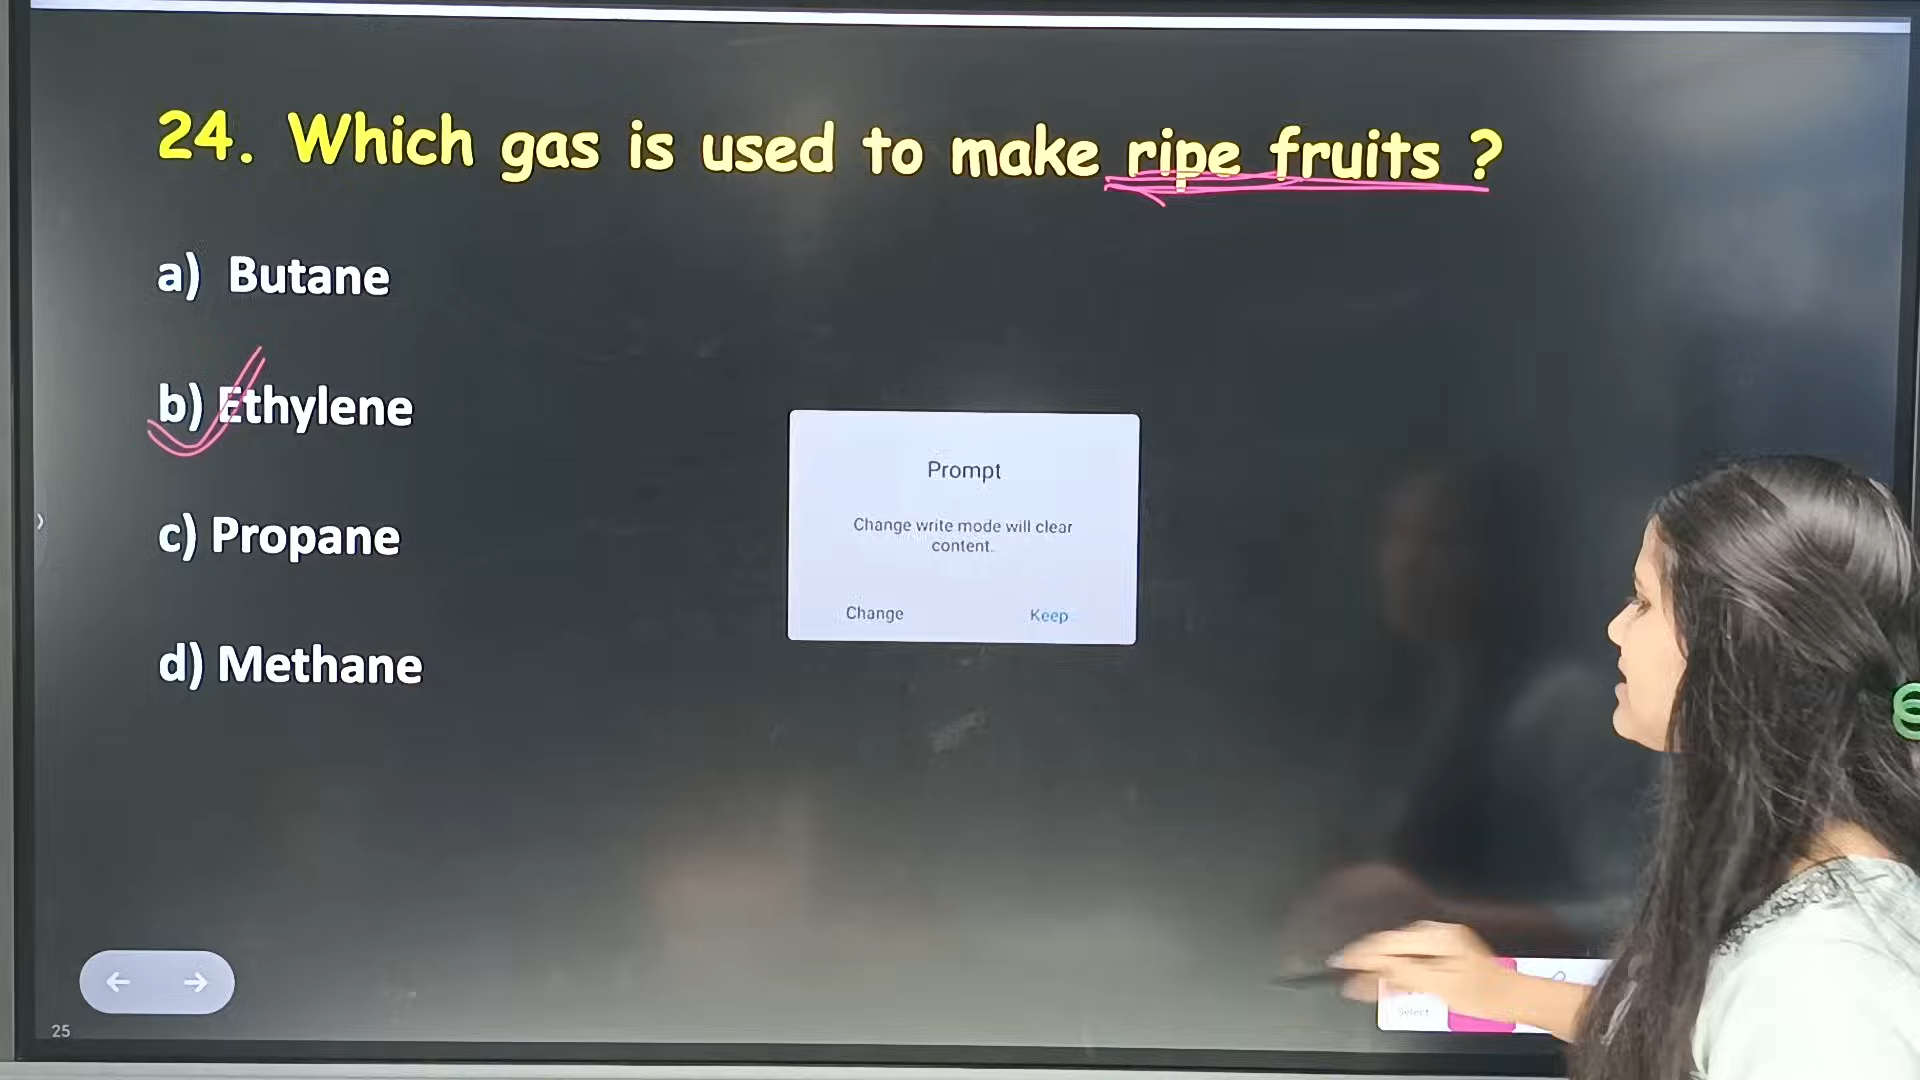 24. Which gas is used to make ripe fruits ?
a) Butane
b) Ethylene
c) Propane
d) Methane
Prompt
Change write mode will clear
content.
Change Keep
Select
25